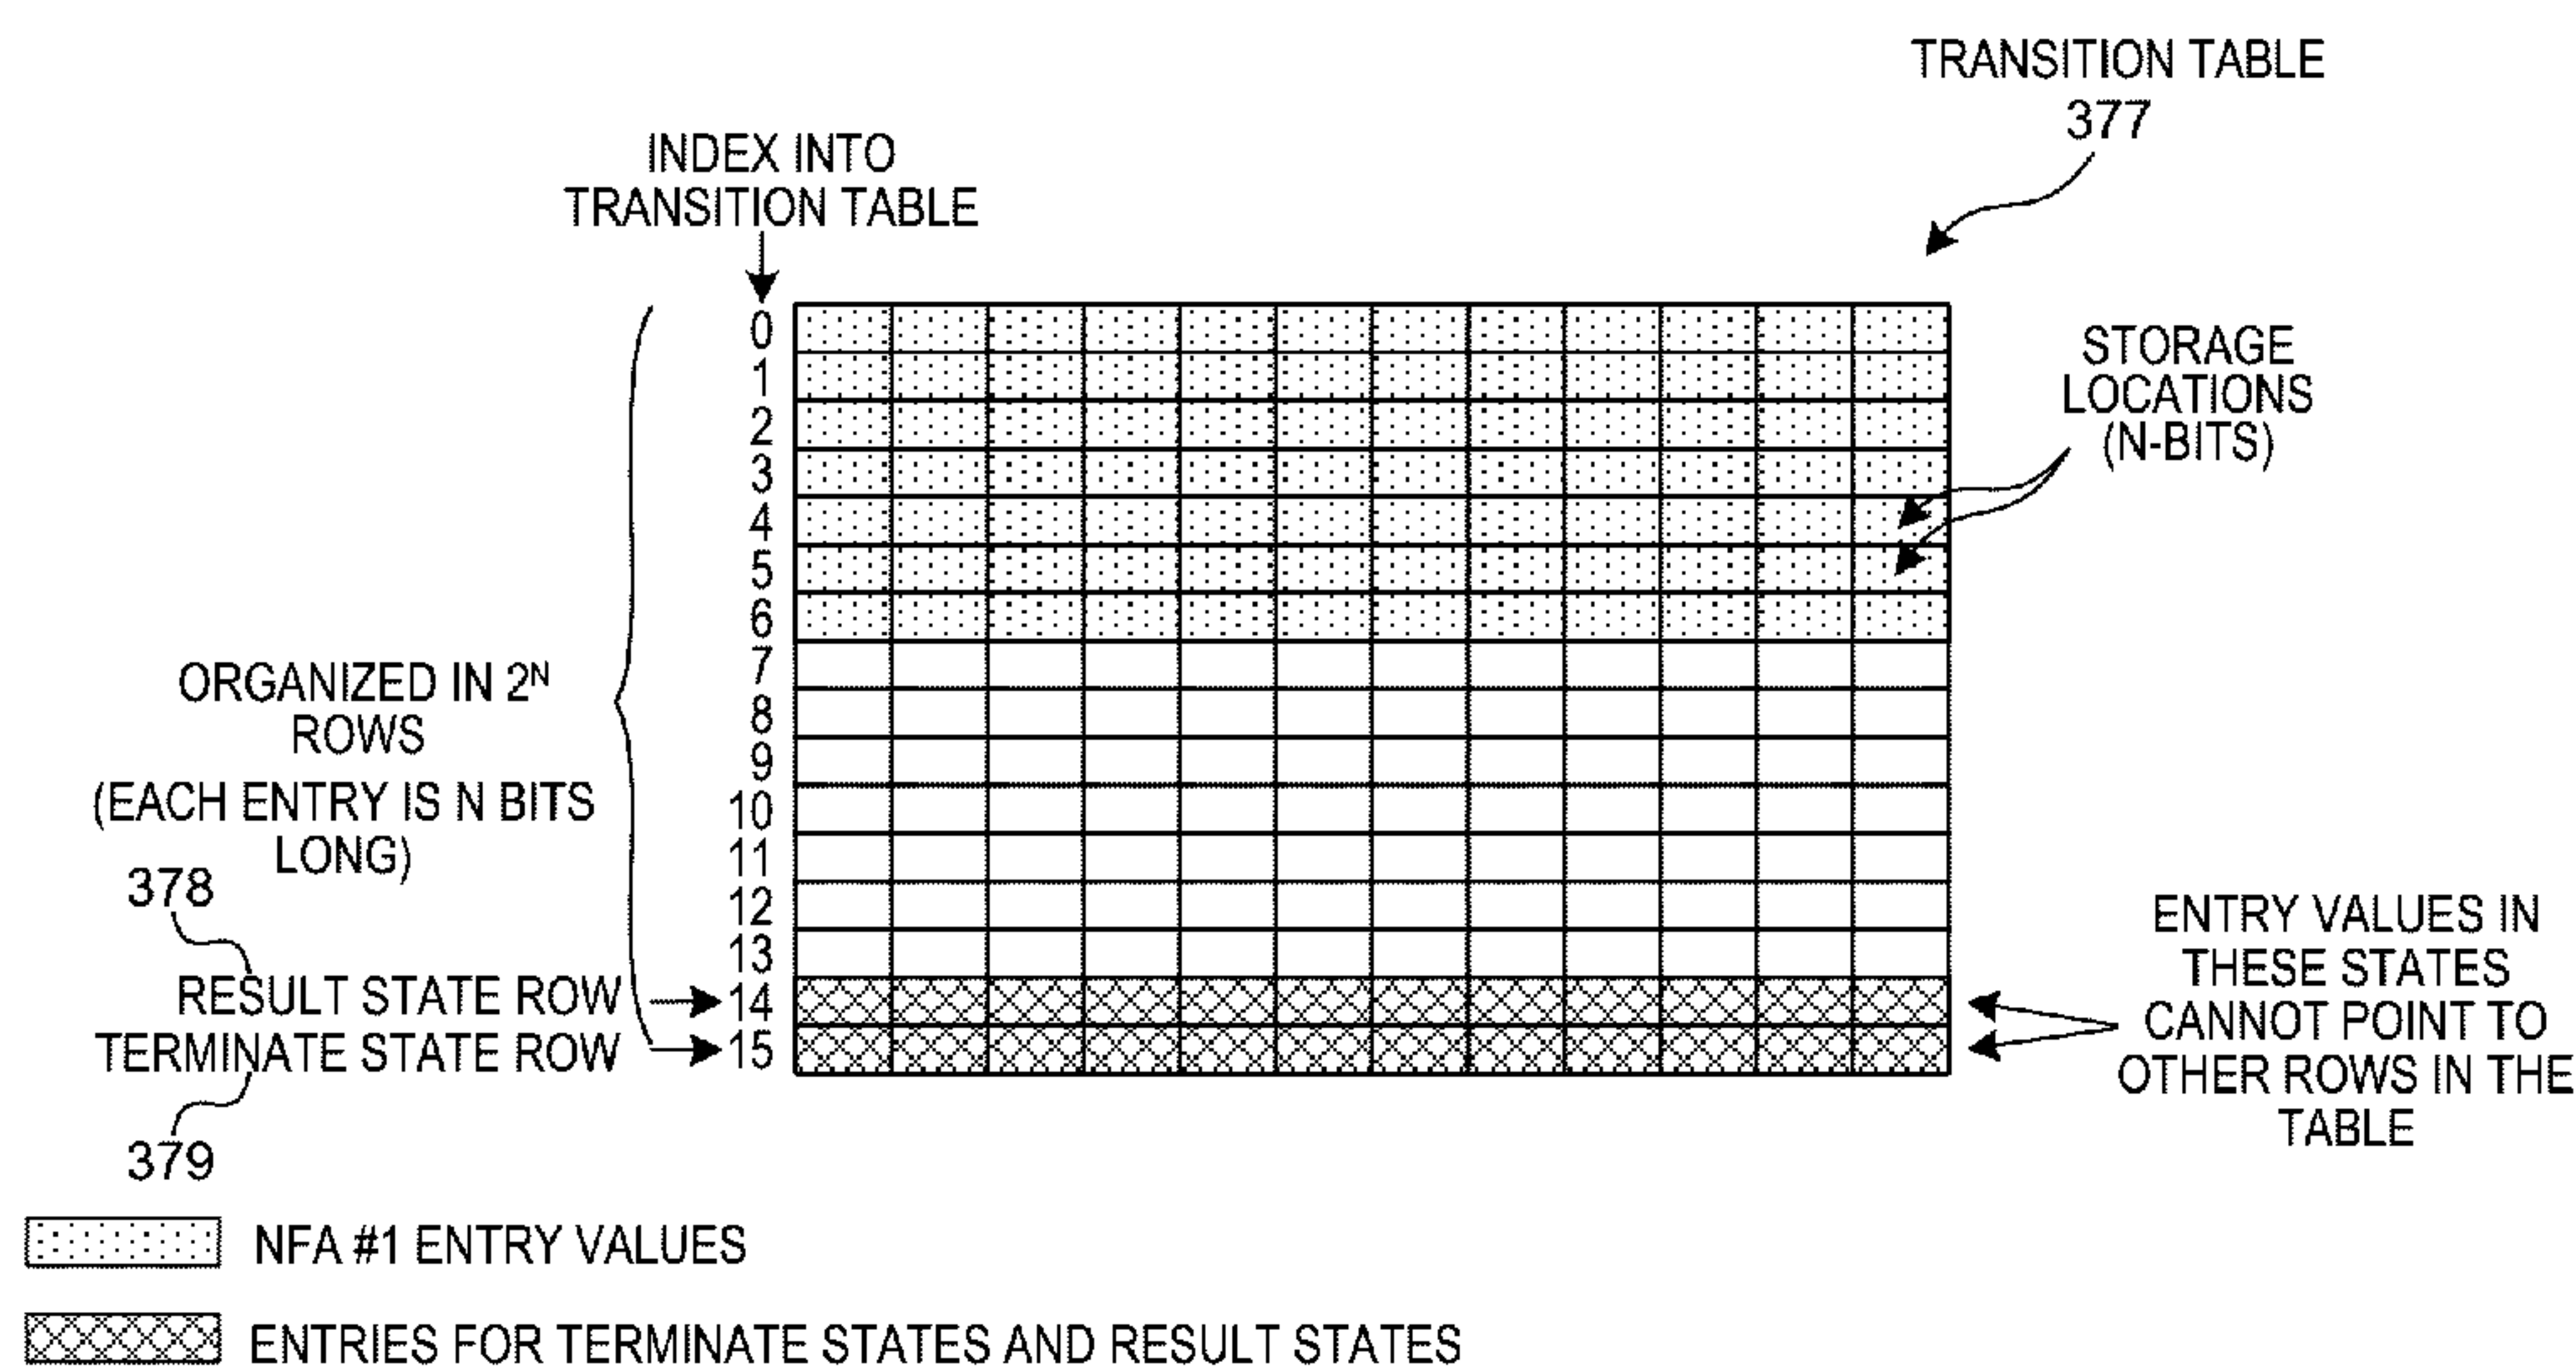 TRANSITION TABLE
377
INDEX INTO
TRANSITION TABLE
0
1
2
3
4
5
6
7
8
9
10
11
12
13
14
15
STORAGE
LOCATIONS
(N-BITS)
ORGANIZED IN 2ᴺ
ROWS
(EACH ENTRY IS N BITS
LONG)
378
RESULT STATE ROW
TERMINATE STATE ROW
379
ENTRY VALUES IN
THESE STATES
CANNOT POINT TO
OTHER ROWS IN THE
TABLE
NFA #1 ENTRY VALUES
ENTRIES FOR TERMINATE STATES AND RESULT STATES